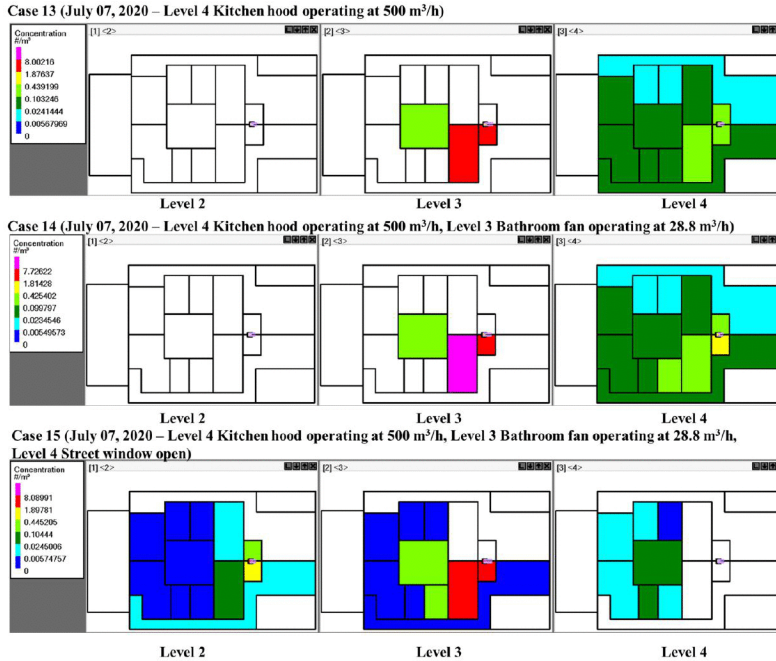 Case 13 (July 07, 2020 – Level 4 Kitchen hood operating at 500 m³/h)
Concentration
#/m³
8.00216
1.87637
0.439199
0.103246
0.0241444
0.00567969
0
[1] <2>
[2] <3>
[3] <4>
Level 2
Level 3
Level 4
Case 14 (July 07, 2020 – Level 4 Kitchen hood operating at 500 m³/h, Level 3 Bathroom fan operating at 28.8 m³/h)
Concentration
#/m³
7.72622
1.81428
0.425402
0.099797
0.0234546
0.00549573
0
[1] <2>
[2] <3>
[3] <4>
Level 2
Level 3
Level 4
Case 15 (July 07, 2020 – Level 4 Kitchen hood operating at 500 m³/h, Level 3 Bathroom fan operating at 28.8 m³/h,
Level 4 Street window open)
Concentration
#/m³
8.08991
1.89781
0.445205
0.10444
0.0245006
0.00574757
0
[1] <2>
[2] <3>
[3] <4>
Level 2
Level 3
Level 4